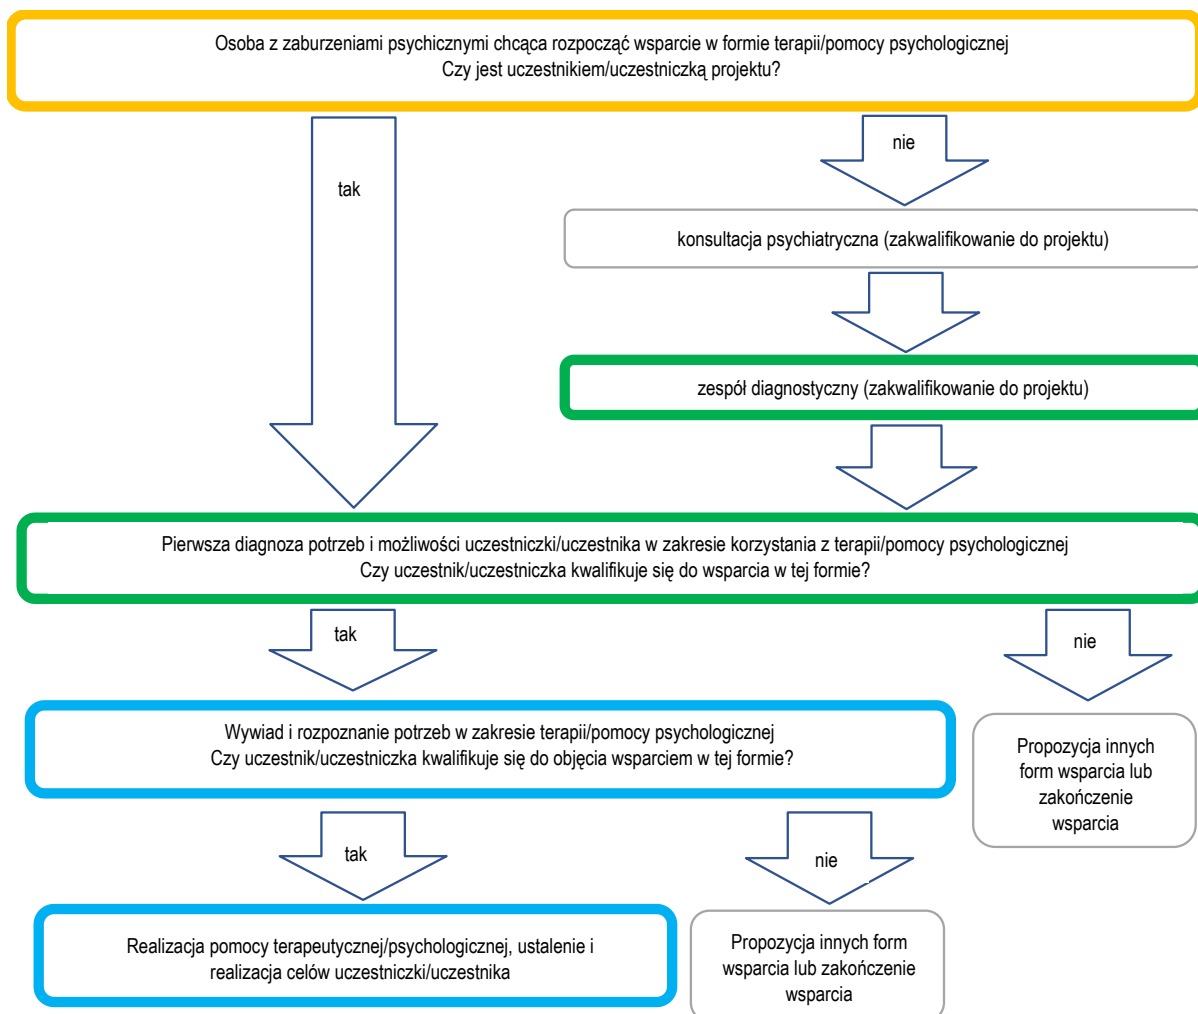 Osoba z zaburzeniami psychicznymi chcąca rozpocząć wsparcie w formie terapii/pomocy psychologicznej
Czy jest uczestnikiem/uczestniczką projektu?
nie
tak
konsultacja psychiatryczna (zakwalifikowanie do projektu)
zespół diagnostyczny (zakwalifikowanie do projektu)
Pierwsza diagnoza potrzeb i możliwości uczestniczki/uczestnika w zakresie korzystania z terapii/pomocy psychologicznej
Czy uczestnik/uczestniczka kwalifikuje się do wsparcia w tej formie?
tak
nie
Wywiad i rozpoznanie potrzeb w zakresie terapii/pomocy psychologicznej
Czy uczestnik/uczestniczka kwalifikuje się do objęcia wsparciem w tej formie?
Propozycja innych
form wsparcia lub
zakończenie
wsparcia
tak
nie
Realizacja pomocy terapeutycznej/psychologicznej, ustalenie i
realizacja celów uczestniczki/uczestnika
Propozycja innych form
wsparcia lub zakończenie
wsparcia